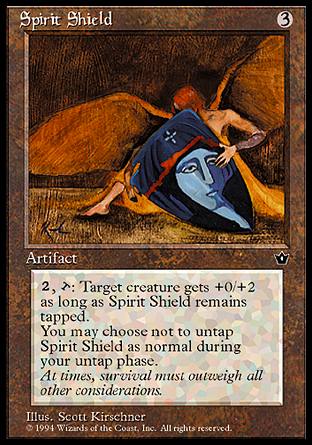 Spirit Shield 3
Artifact
2, : Target creature gets +0/+2
as long as Spirit Shield remains
tapped.
You may choose not to untap
Spirit Shield as normal during
your untap phase.
At times, survival must outweigh all
other considerations.
Illus. Scott Kirschner
© 1994 Wizards of the Coast, Inc. All rights reserved.